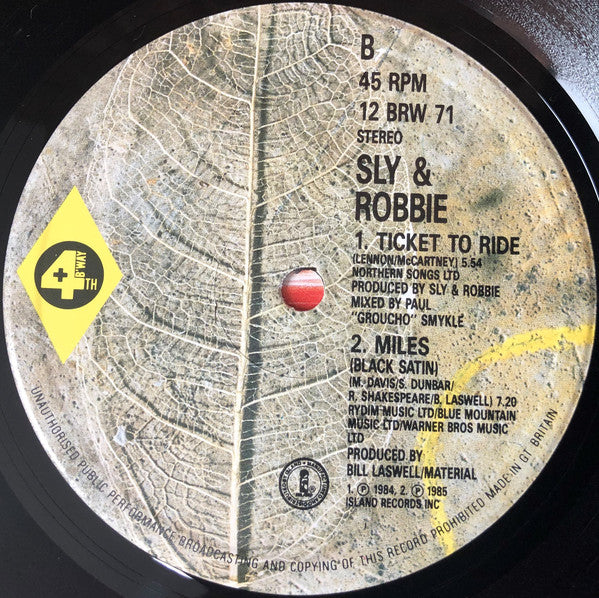 B
45 RPM
12 BRW 71
STEREO
SLY &
ROBBIE
1. TICKET TO RIDE
(LENNON/McCARTNEY) 5.54
NORTHERN SONGS LTD
PRODUCED BY SLY & ROBBIE
MIXED BY PAUL
"GROUCHO" SMYKLE
2. MILES
(BLACK SATIN)
(M. DAVIS/S. DUNBAR/
R. SHAKESPEARE/B. LASWELL) 7.20
RYDIM MUSIC LTD/BLUE MOUNTAIN
MUSIC LTD/WARNER BROS MUSIC
LTD
PRODUCED BY
BILL LASWELL/MATERIAL
1. ℗ 1984, 2. ℗ 1985
ISLAND RECORDS INC
4TH + B'WAY
UNAUTHORISED PUBLIC PERFORMANCE BROADCASTING AND COPYING OF THIS RECORD PROHIBITED MADE IN GT. BRITAIN